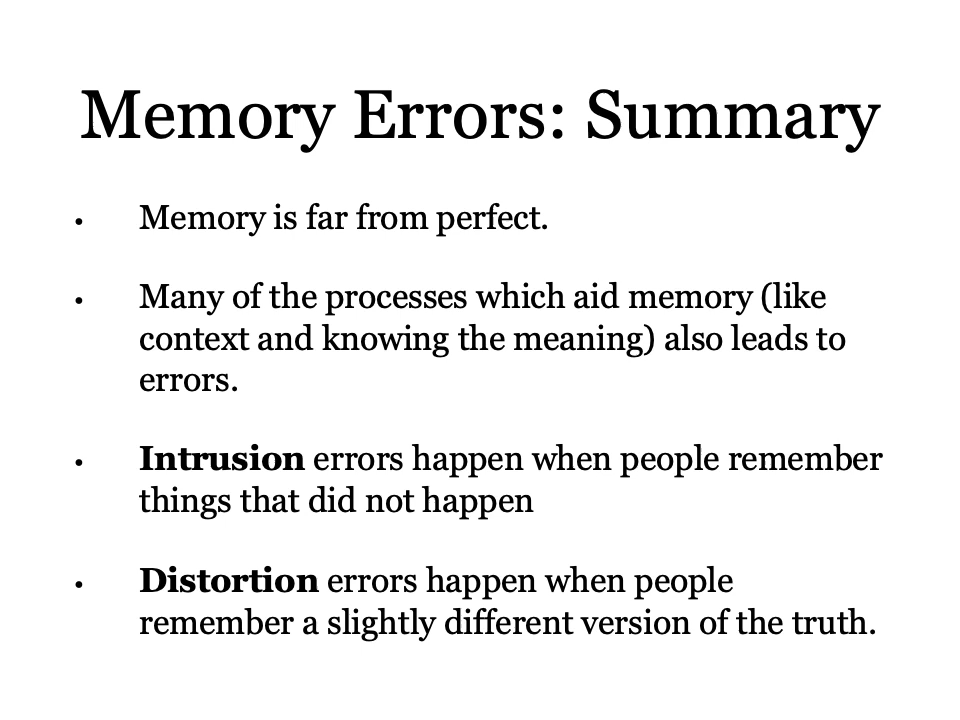 Memory Errors: Summary
• Memory is far from perfect.
• Many of the processes which aid memory (like
context and knowing the meaning) also leads to
errors.
• Intrusion errors happen when people remember
things that did not happen
• Distortion errors happen when people
remember a slightly different version of the truth.